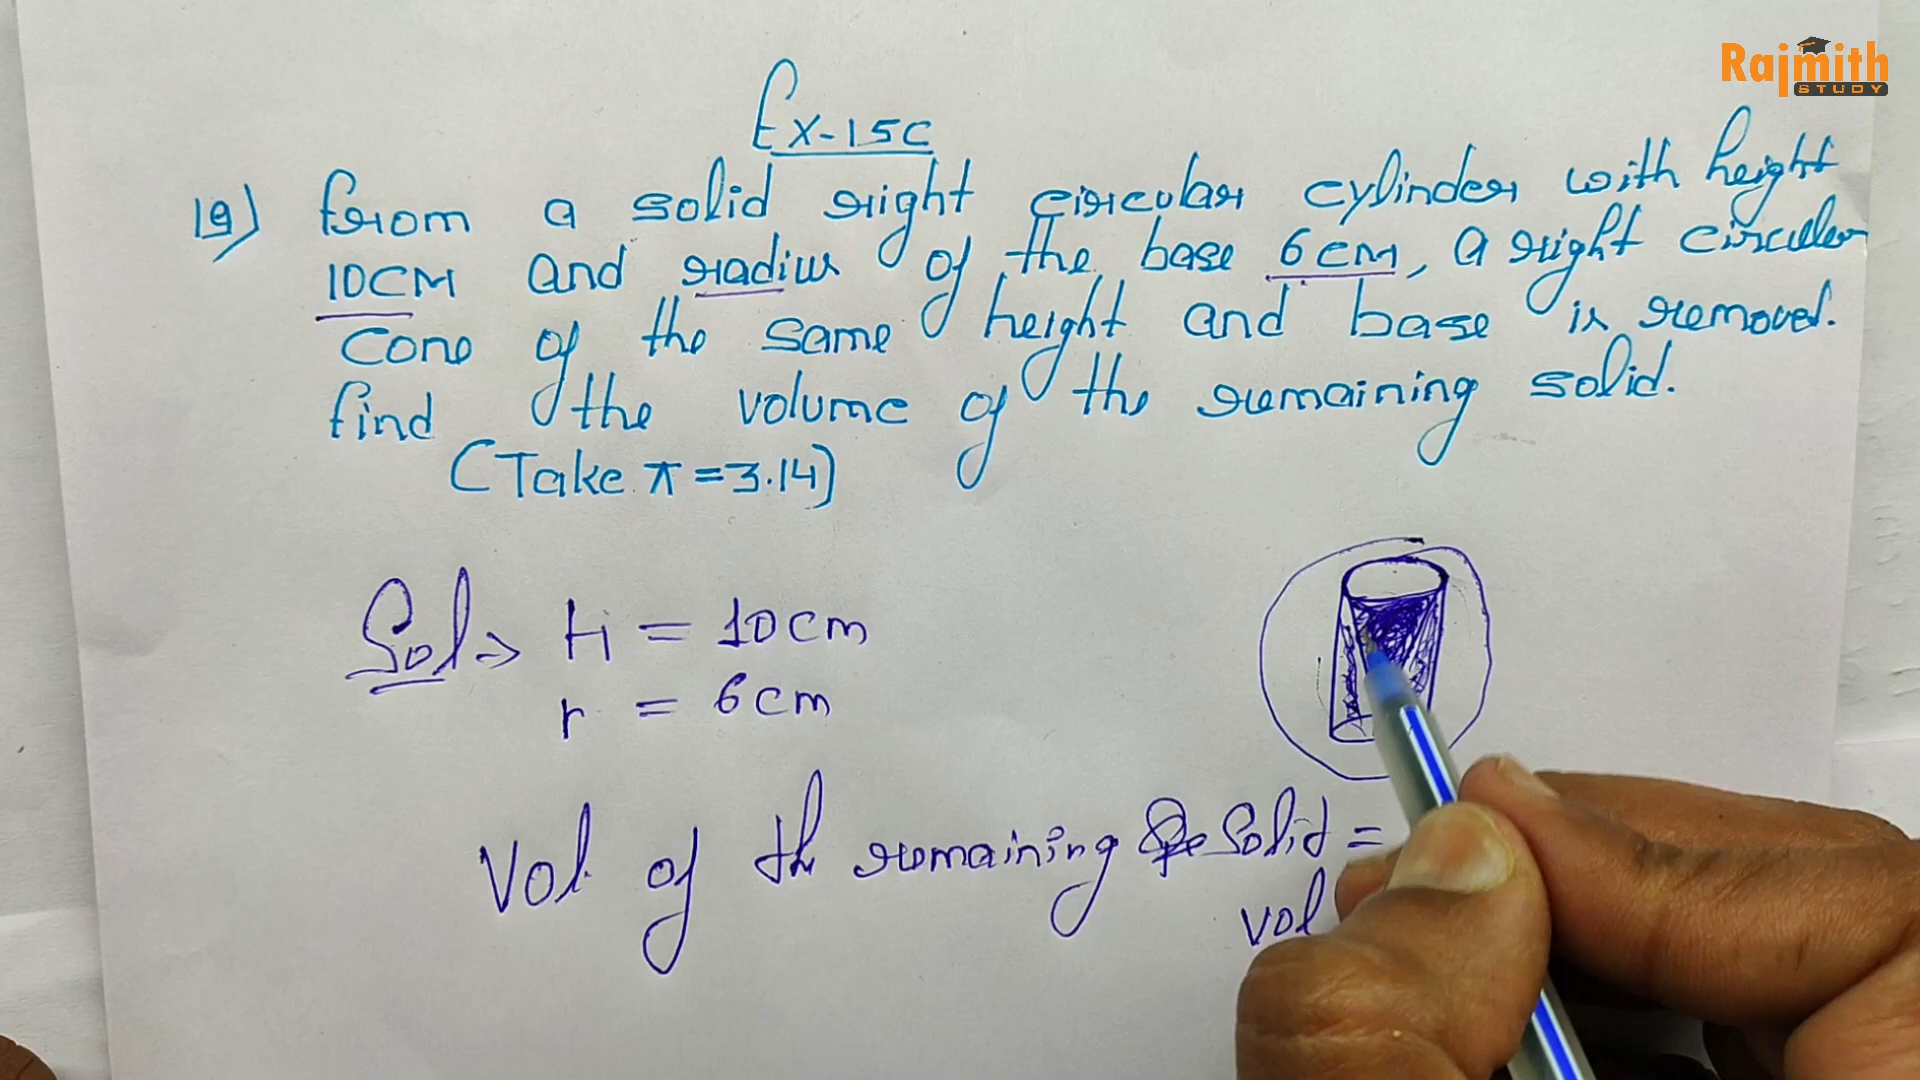 Rajmith
STUDY
Ex-15C
19) From a solid right circular cylinder with height
10CM and radius of the base 6cm, a right circular
cone of the same height and base is removed.
find the volume of the remaining solid.
(Take π = 3.14)
Sol⇒ H = 10cm
r = 6cm
Vol. of the remaining Solid =
vol